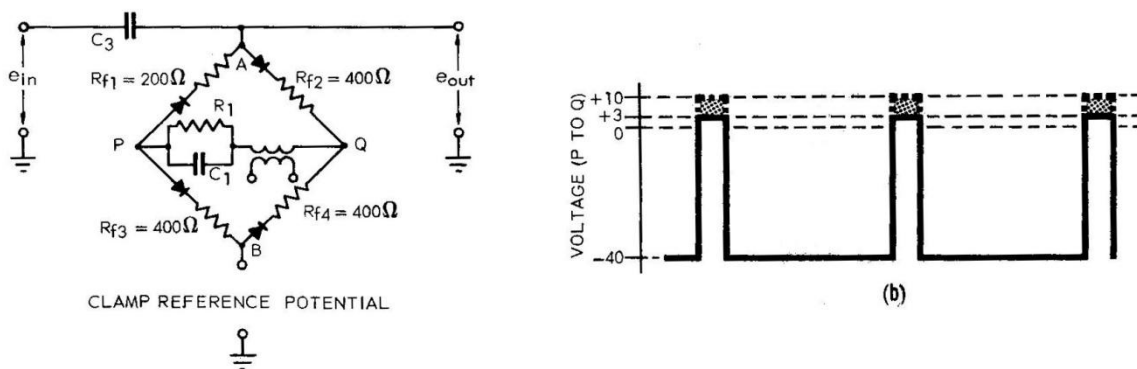 C3
ein
eout
A
Rf1 = 200Ω
Rf2 = 400Ω
R1
P
Q
C1
Rf3 = 400Ω
Rf4 = 400Ω
B
CLAMP REFERENCE POTENTIAL
VOLTAGE (P TO Q)
+10
+3
0
−40
(b)